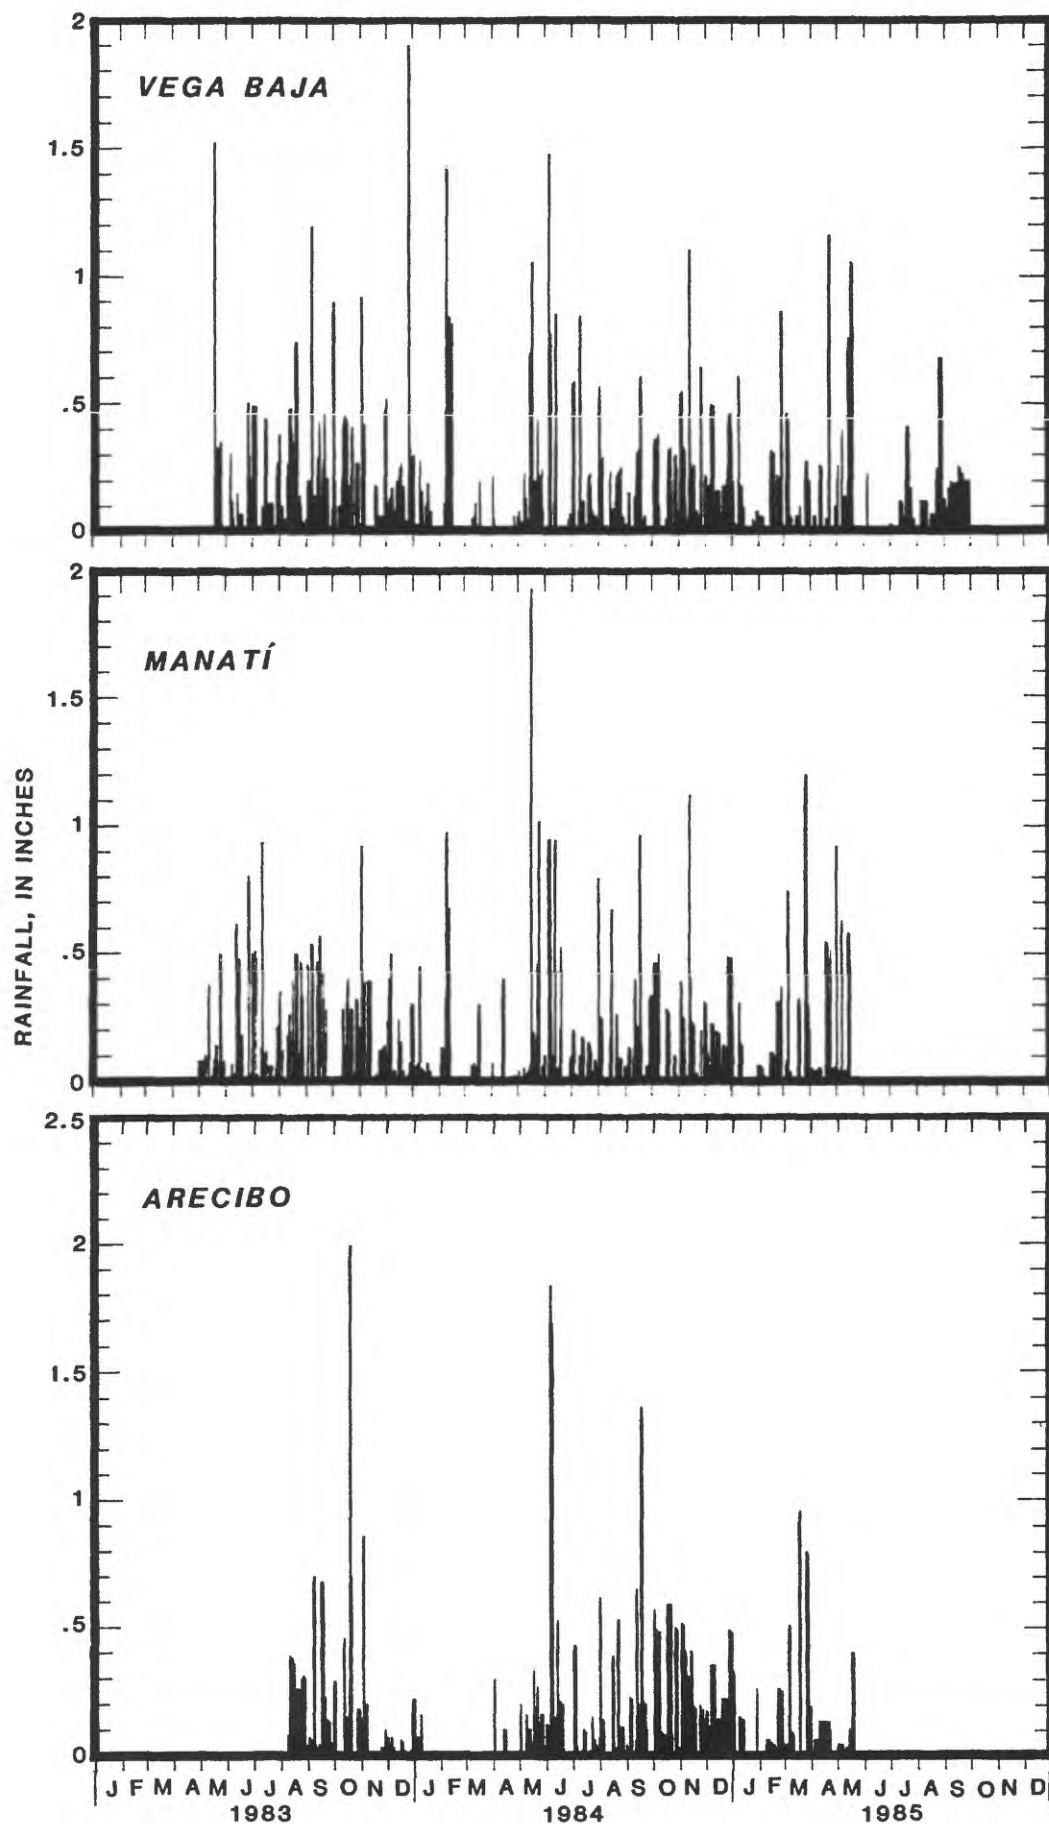 2
VEGA BAJA
1.5
1
.5
0
2
MANATÍ
1.5
1
.5
0
RAINFALL, IN INCHES
2.5
ARECIBO
2
1.5
1
.5
0
J F M A M J J A S O N D J F M A M J J A S O N D J F M A M J J A S O N D
1983 1984 1985